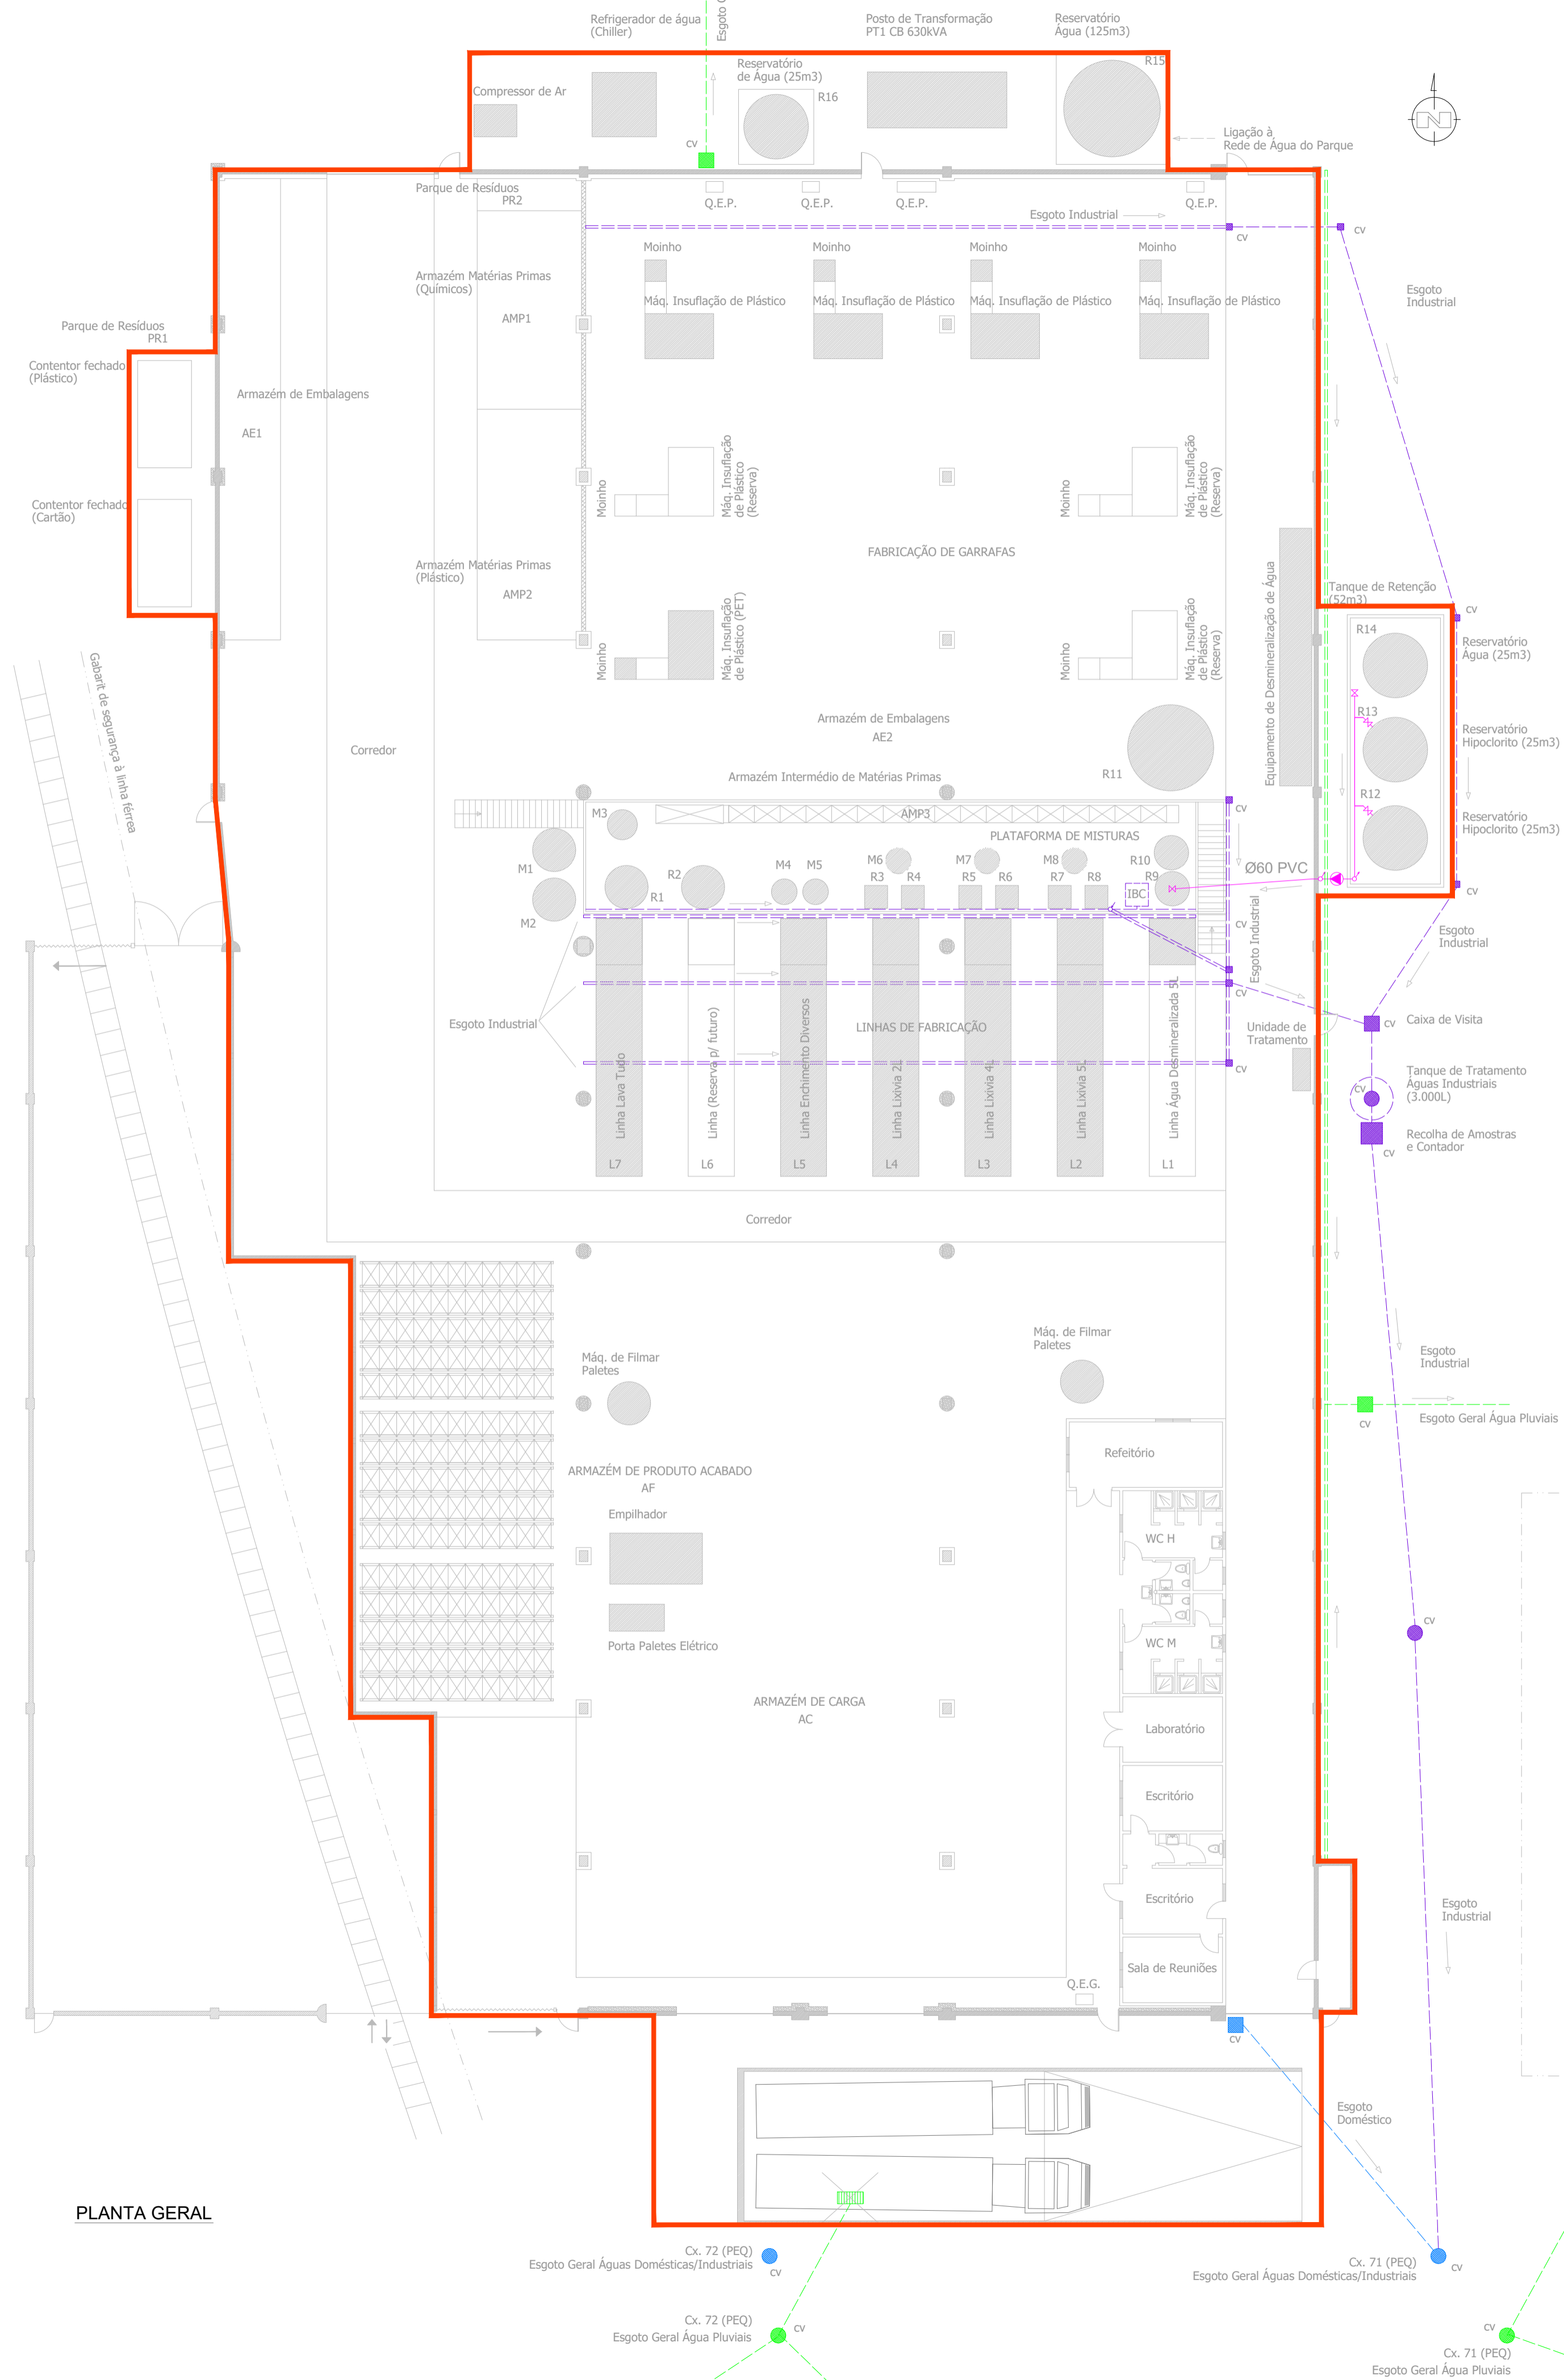 Refrigerador de água
(Chiller)
Esgoto
Posto de Transformação
PT1 CB 630kVA
Reservatório
Água (125m3)
R15
Reservatório
de Água (25m3)
R16
Compressor de Ar
CV
Ligação à
Rede de Água do Parque
Parque de Resíduos
PR2
Q.E.P.
Q.E.P.
Q.E.P.
Q.E.P.
Esgoto Industrial
CV
CV
Moinho
Moinho
Moinho
Moinho
Armazém Matérias Primas
(Químicos)
AMP1
Máq. Insuflação de Plástico
Máq. Insuflação de Plástico
Máq. Insuflação de Plástico
Máq. Insuflação de Plástico
Esgoto
Industrial
Parque de Resíduos
PR1
Contentor fechado
(Plástico)
Armazém de Embalagens
AE1
Contentor fechado
(Cartão)
Moinho
Máq. Insuflação
de Plástico
(Reserva)
Moinho
Máq. Insuflação
de Plástico
(Reserva)
FABRICAÇÃO DE GARRAFAS
Armazém Matérias Primas
(Plástico)
AMP2
Moinho
Máq. Insuflação
de Plástico (PET)
Moinho
Máq. Insuflação
de Plástico
(Reserva)
Equipamento de Desmineralização de Água
Tanque de Retenção
(52m3)
CV
R14
Reservatório
Água (25m3)
Gabarit de segurança à linha férrea
Corredor
Armazém de Embalagens
AE2
R11
R13
Reservatório
Hipoclorito (25m3)
Armazém Intermédio de Matérias Primas
AMP3
CV
R12
Reservatório
Hipoclorito (25m3)
M3
PLATAFORMA DE MISTURAS
M1
R2
M4
M5
M6
M7
M8
R10
R3
R4
R5
R6
R7
R8
R9
IBC
R1
M2
Ø60 PVC
CV
CV
Esgoto Industrial
Esgoto
Industrial
CV
Esgoto Industrial
LINHAS DE FABRICAÇÃO
Unidade de
Tratamento
CV
Caixa de Visita
CV
Tanque de Tratamento
Águas Industriais
(3.000L)
CV
Recolha de Amostras
e Contador
CV
Linha Lava Tudo
Linha (Reserva p/ futuro)
Linha Enchimento Diversos
Linha Lixivia 2L
Linha Lixivia 4L
Linha Lixivia 5L
Linha Água Desmineralizada 5L
L7
L6
L5
L4
L3
L2
L1
Corredor
Máq. de Filmar
Paletes
Máq. de Filmar
Paletes
Esgoto
Industrial
CV
Esgoto Geral Água Pluviais
Refeitório
ARMAZÉM DE PRODUTO ACABADO
AF
Empilhador
WC H
Porta Paletes Elétrico
WC M
CV
ARMAZÉM DE CARGA
AC
Laboratório
Escritório
Escritório
Esgoto
Industrial
Sala de Reuniões
Q.E.G.
CV
Esgoto
Doméstico
PLANTA GERAL
Cx. 72 (PEQ)
Esgoto Geral Águas Domésticas/Industriais
CV
Cx. 71 (PEQ)
Esgoto Geral Águas Domésticas/Industriais
CV
Cx. 72 (PEQ)
Esgoto Geral Água Pluviais
CV
CV
Cx. 71 (PEQ)
Esgoto Geral Água Pluviais